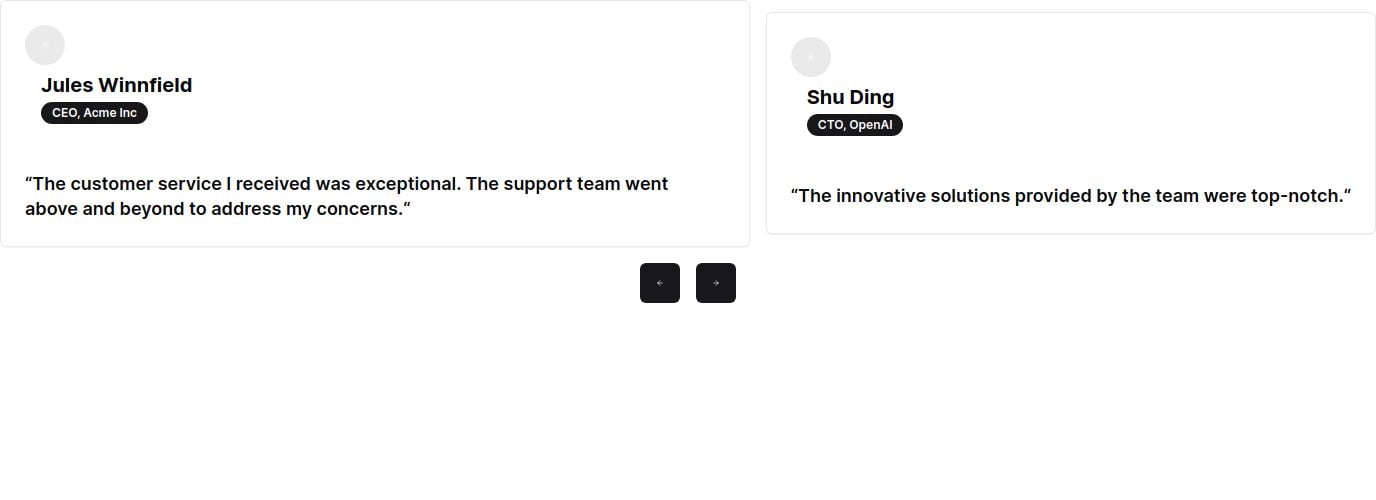 Jules Winnfield
CEO, Acme Inc
“The customer service I received was exceptional. The support team went
above and beyond to address my concerns.“
Shu Ding
CTO, OpenAI
“The innovative solutions provided by the team were top-notch.“